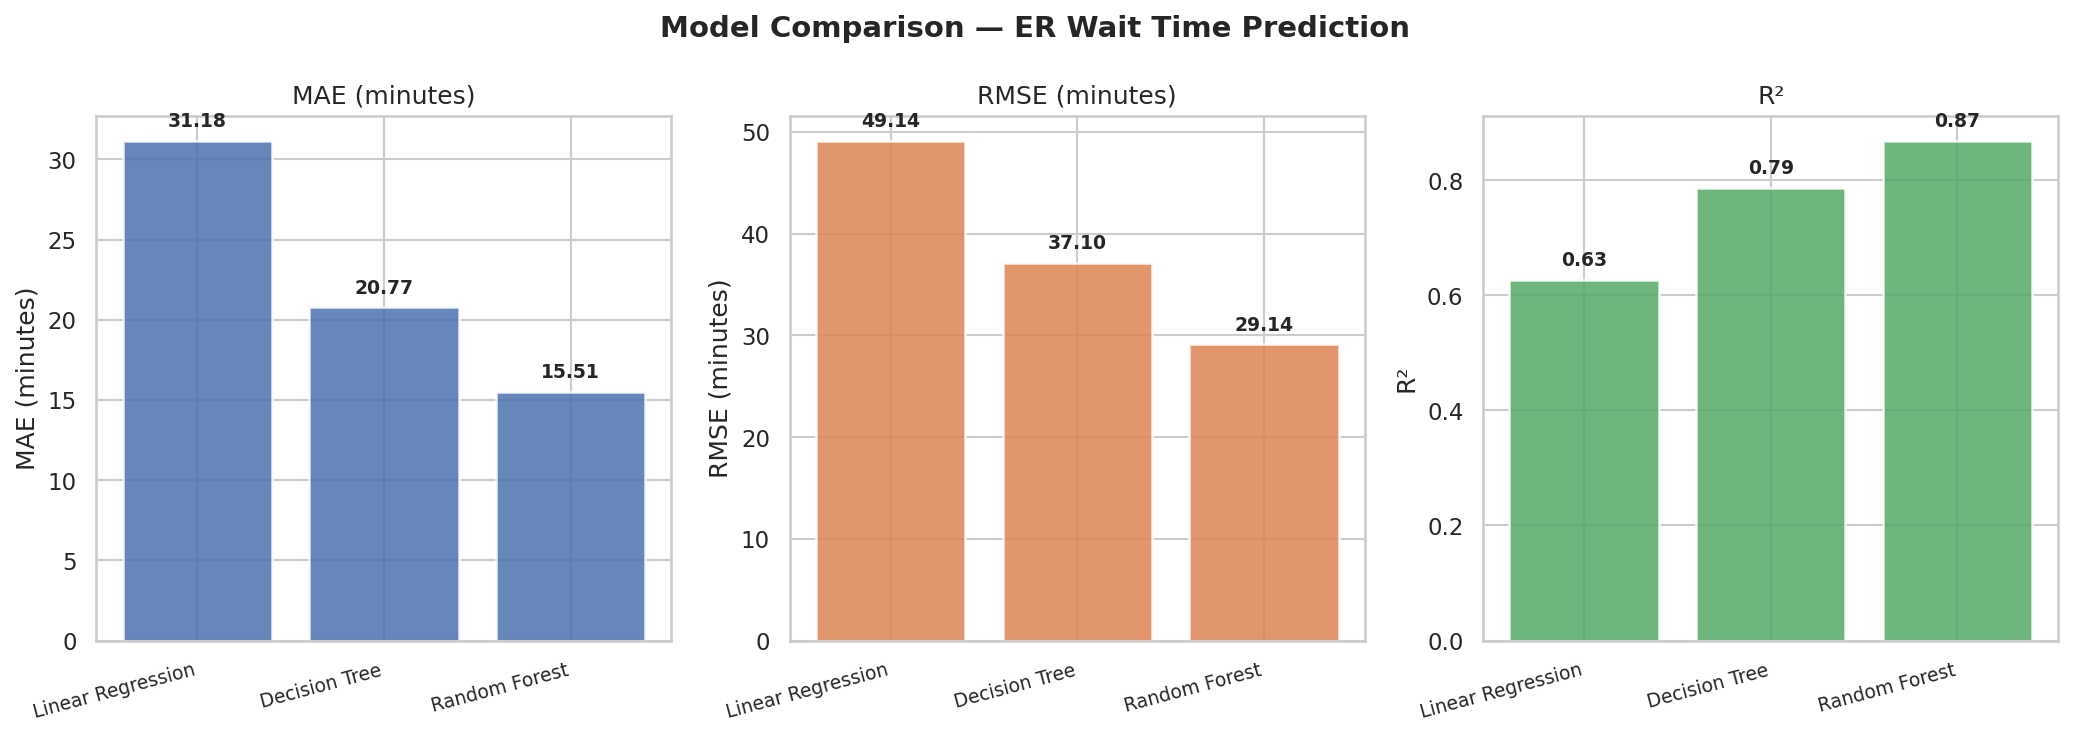 Model Comparison — ER Wait Time Prediction
MAE (minutes)
MAE (minutes)
30
25
20
15
10
5
0
31.18
20.77
15.51
Linear Regression
Decision Tree
Random Forest
RMSE (minutes)
RMSE (minutes)
50
40
30
20
10
0
49.14
37.10
29.14
Linear Regression
Decision Tree
Random Forest
R²
R²
0.8
0.6
0.4
0.2
0.0
0.63
0.79
0.87
Linear Regression
Decision Tree
Random Forest